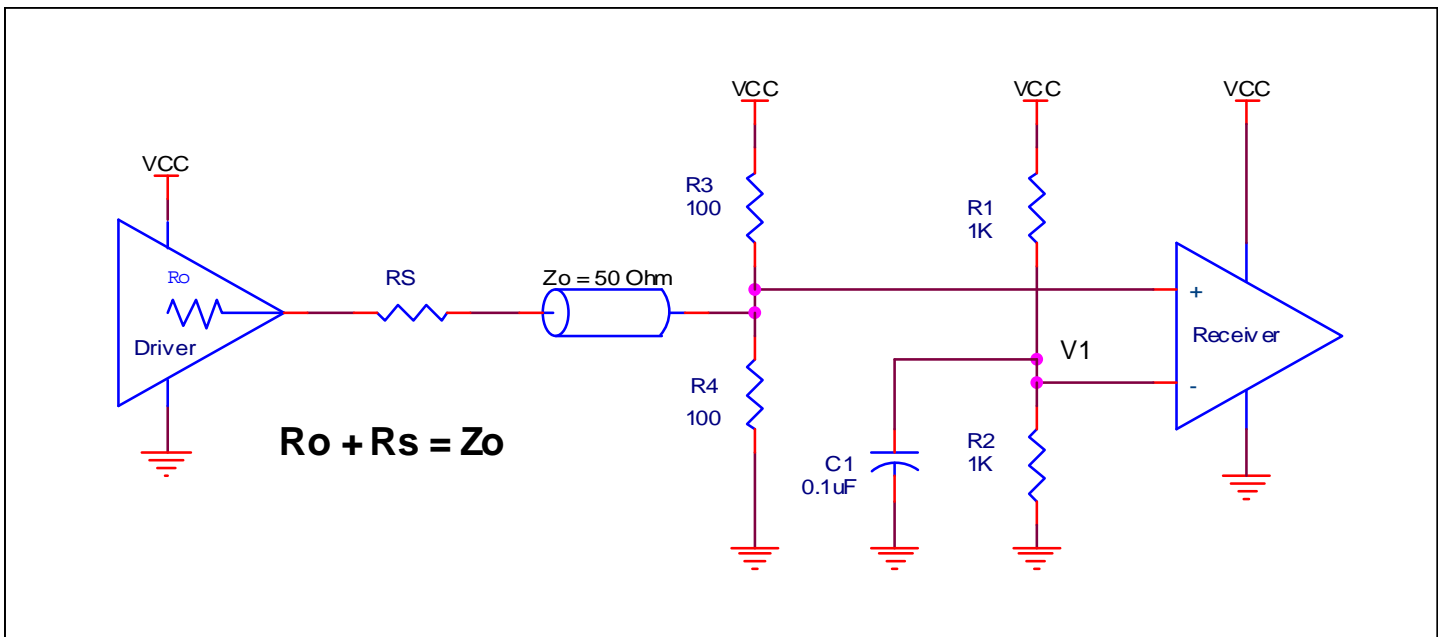 VCC
VCC
VCC
VCC
R3
100
R1
1K
Ro
RS
Zo = 50 Ohm
+
Driver
Receiver
V1
-
R4
100
Ro + Rs = Zo
R2
1K
C1
0.1uF